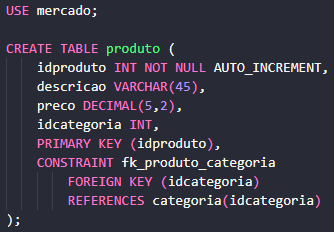 USE mercado;
CREATE TABLE produto (
idproduto INT NOT NULL AUTO_INCREMENT,
descricao VARCHAR(45),
preco DECIMAL(5,2),
idcategoria INT,
PRIMARY KEY (idproduto),
CONSTRAINT fk_produto_categoria
FOREIGN KEY (idcategoria)
REFERENCES categoria(idcategoria)
);